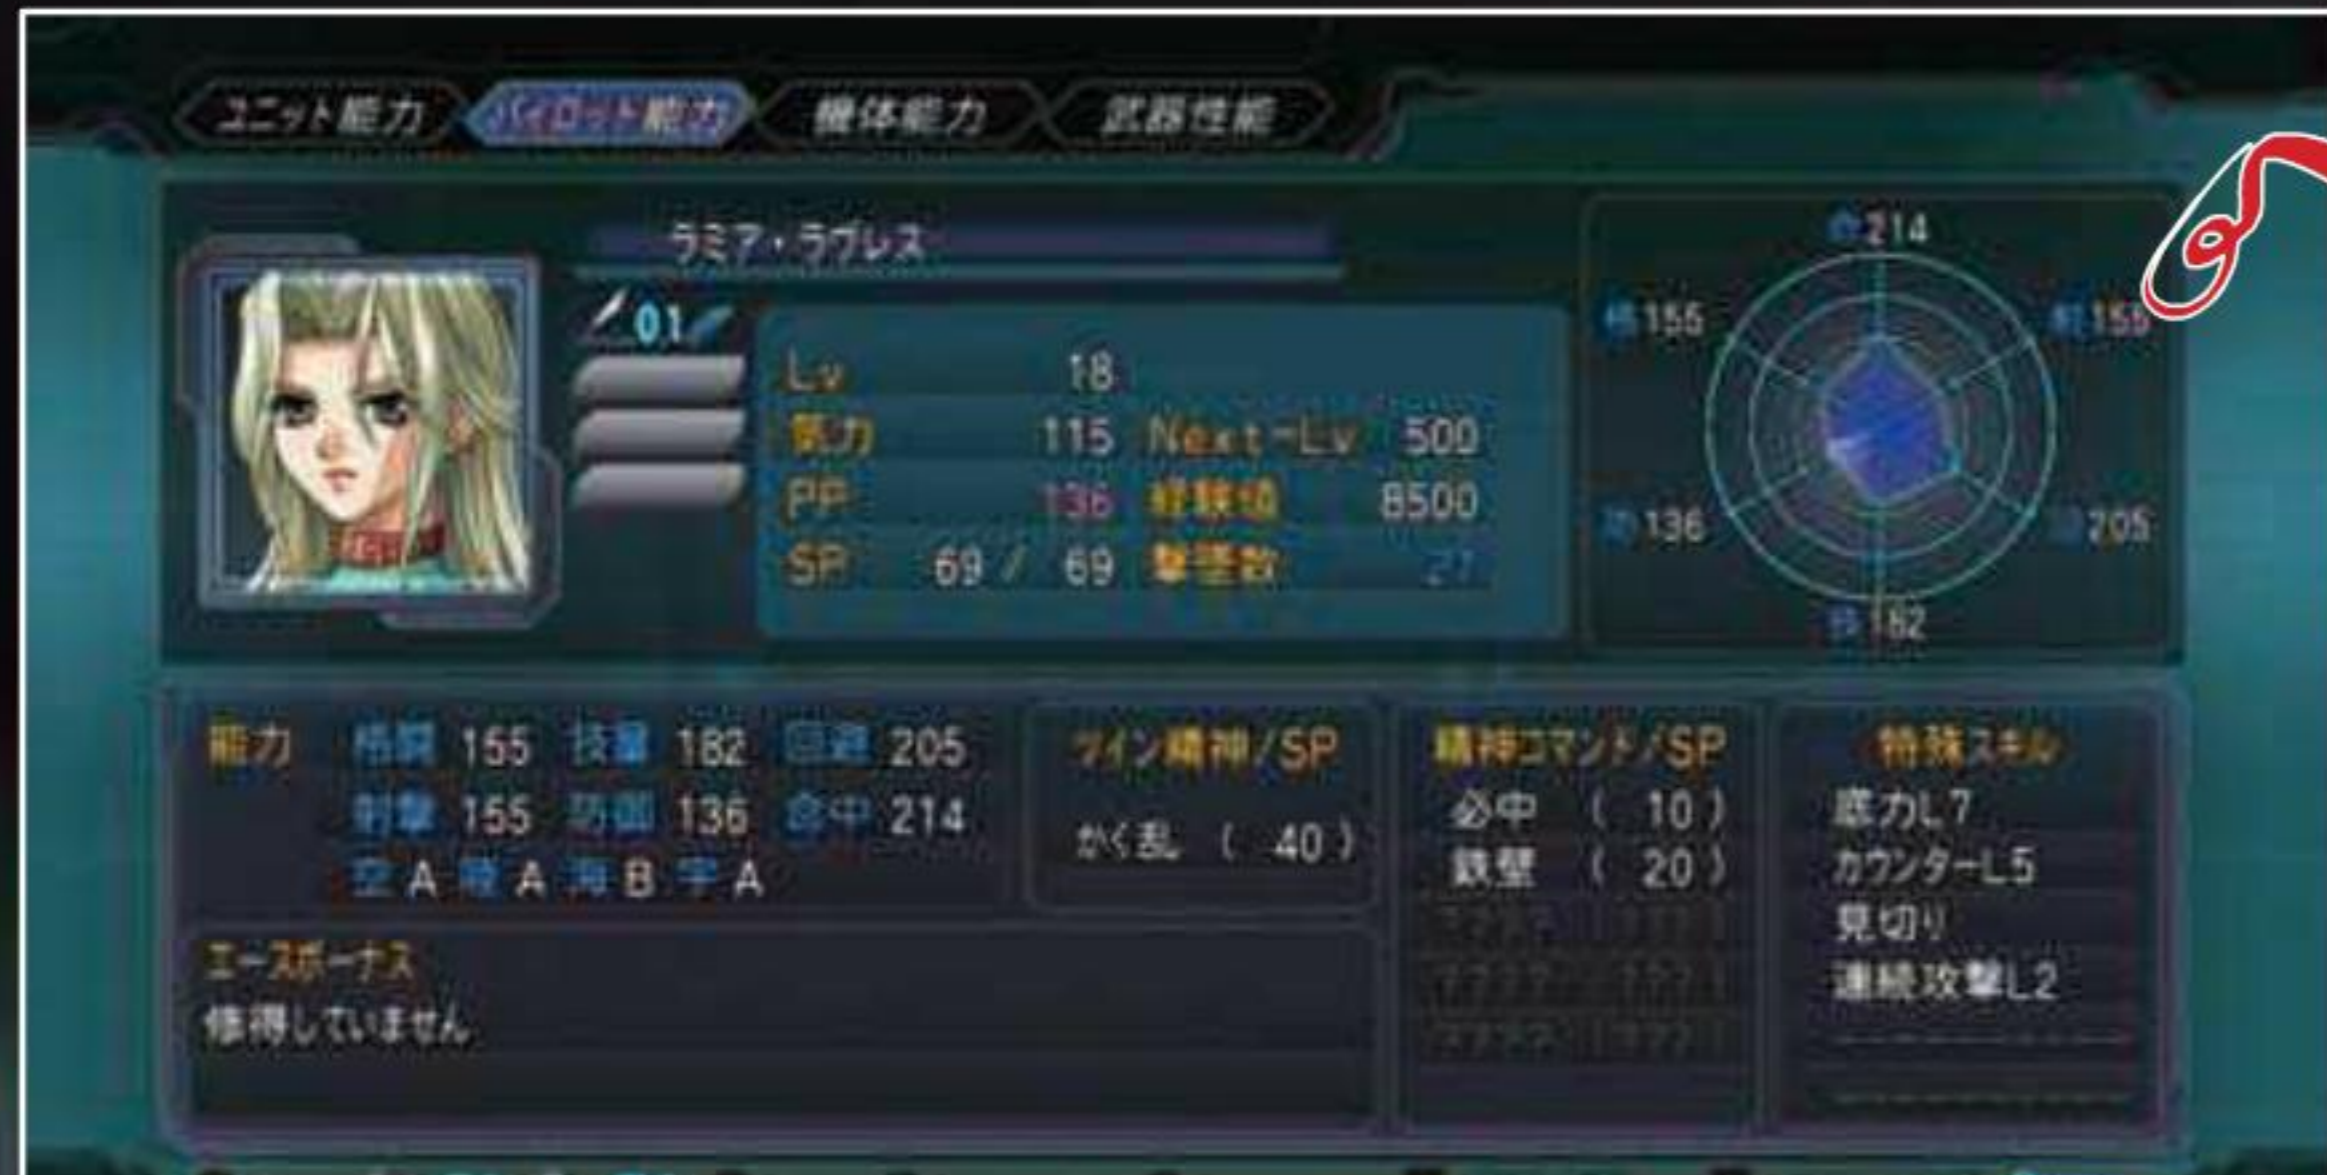 ユニット能力 パイロット能力 機体能力 武器性能
ラミア・ラヴレス
01
Lv 18
気力 115 Next-Lv 500
PP 136 経験値 8500
SP 69 / 69 撃墜数 27
命 214
格 155 射 155
防 136 回 205
技 182
能力 格闘 155 技量 182 回避 205
射撃 155 防御 136 命中 214
空 A 陸 A 海 B 宇 A
ツイン精神/SP
かく乱 ( 40 )
精神コマンド/SP
必中 ( 10 )
鉄壁 ( 20 )
特殊スキル
底力L7
カウンターL5
見切り
連続攻撃L2
エースボーナス
修得していません